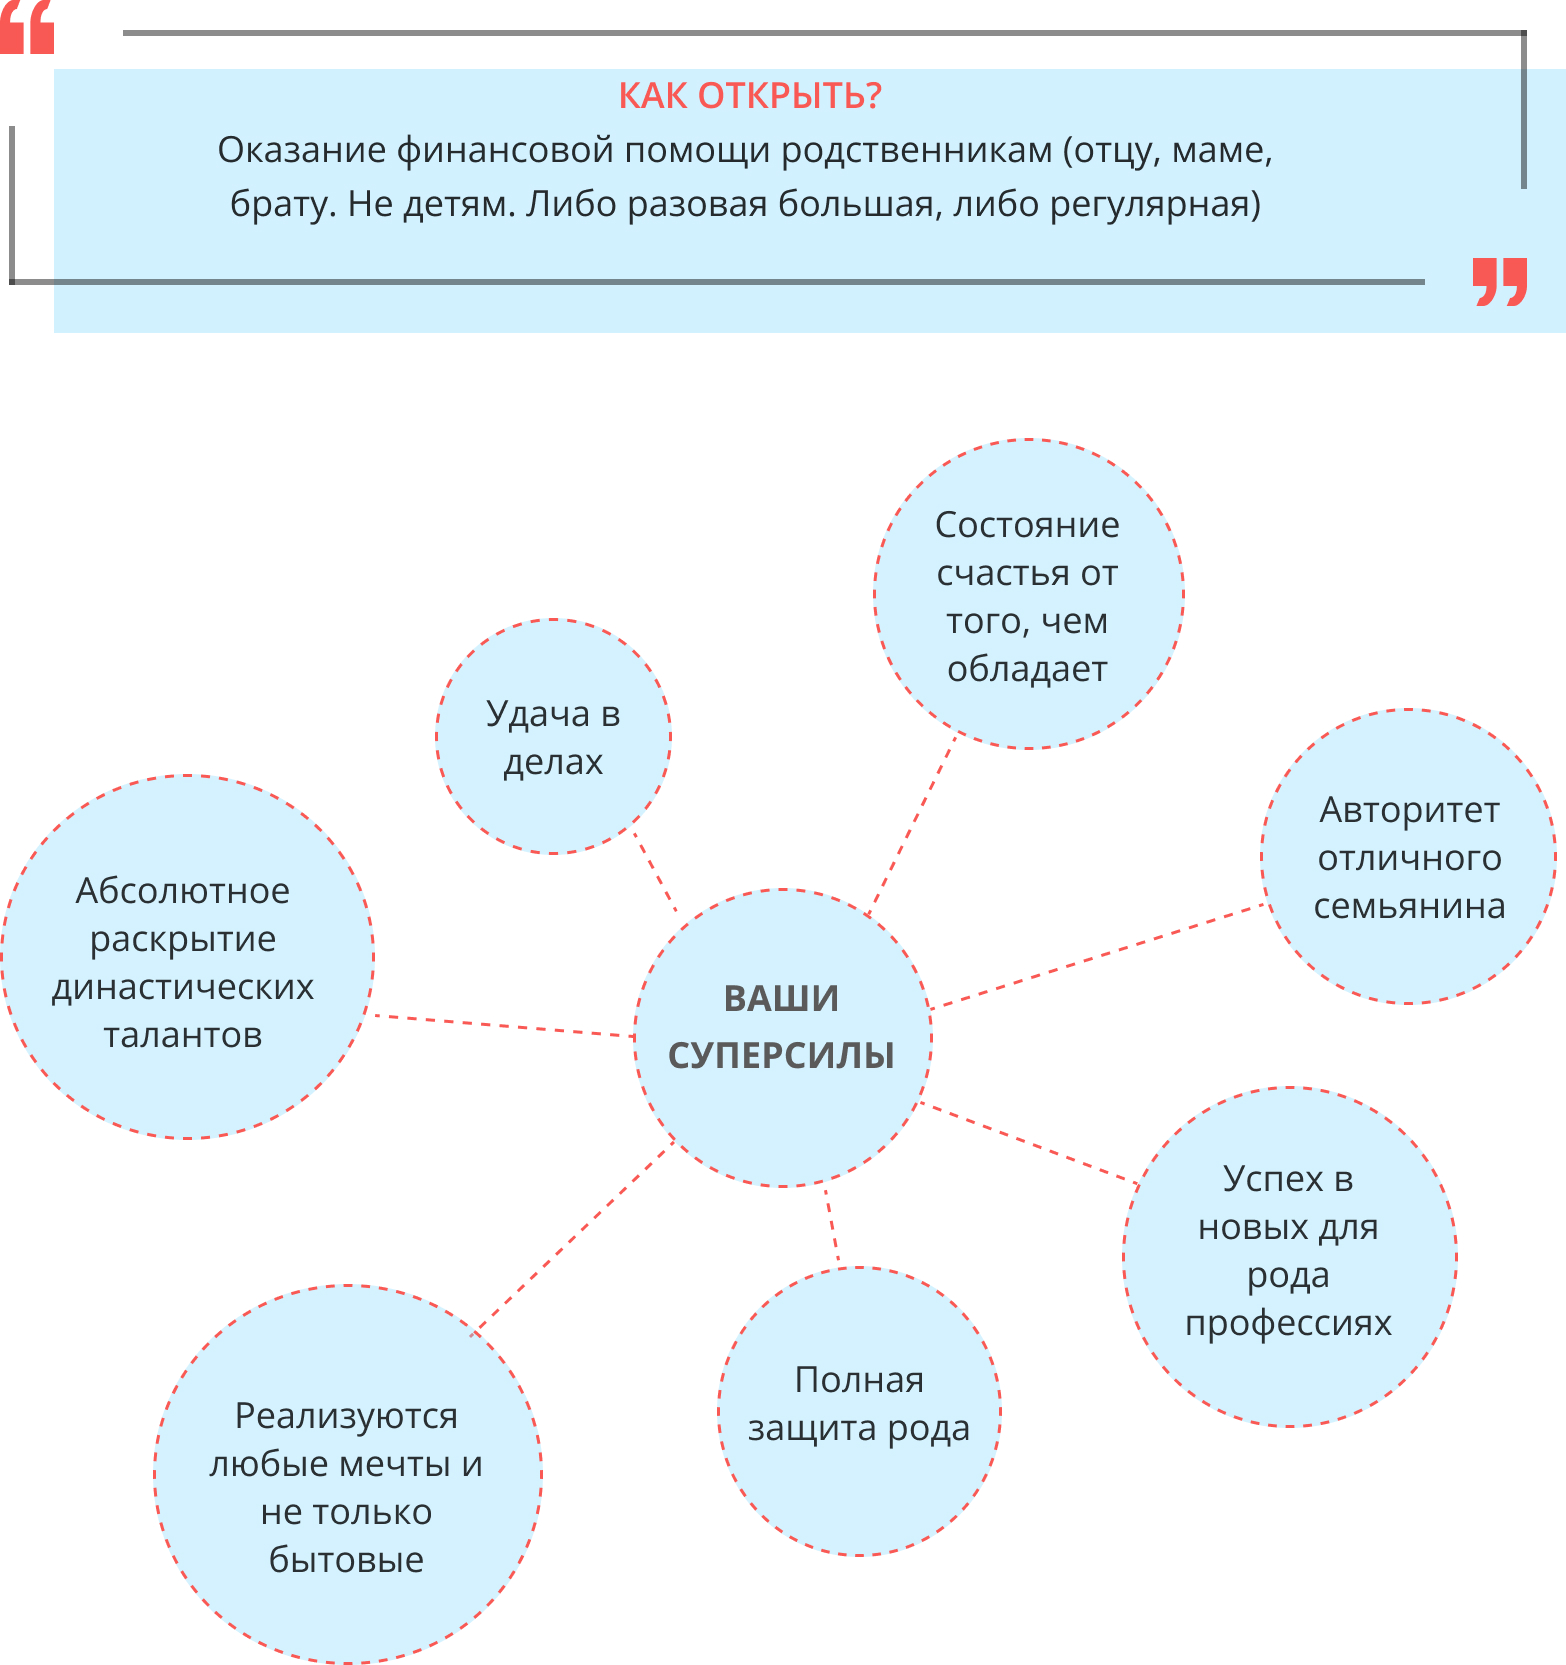 КАК ОТКРЫТЬ?
Оказание финансовой помощи родственникам (отцу, маме,
брату. Не детям. Либо разовая большая, либо регулярная)
Состояние
счастья от
того, чем
обладает
Удача в
делах
Авторитет
отличного
семьянина
Абсолютное
раскрытие
династических
талантов
ВАШИ
СУПЕРСИЛЫ
Успех в
новых для
рода
профессиях
Полная
защита рода
Реализуются
любые мечты и
не только
бытовые